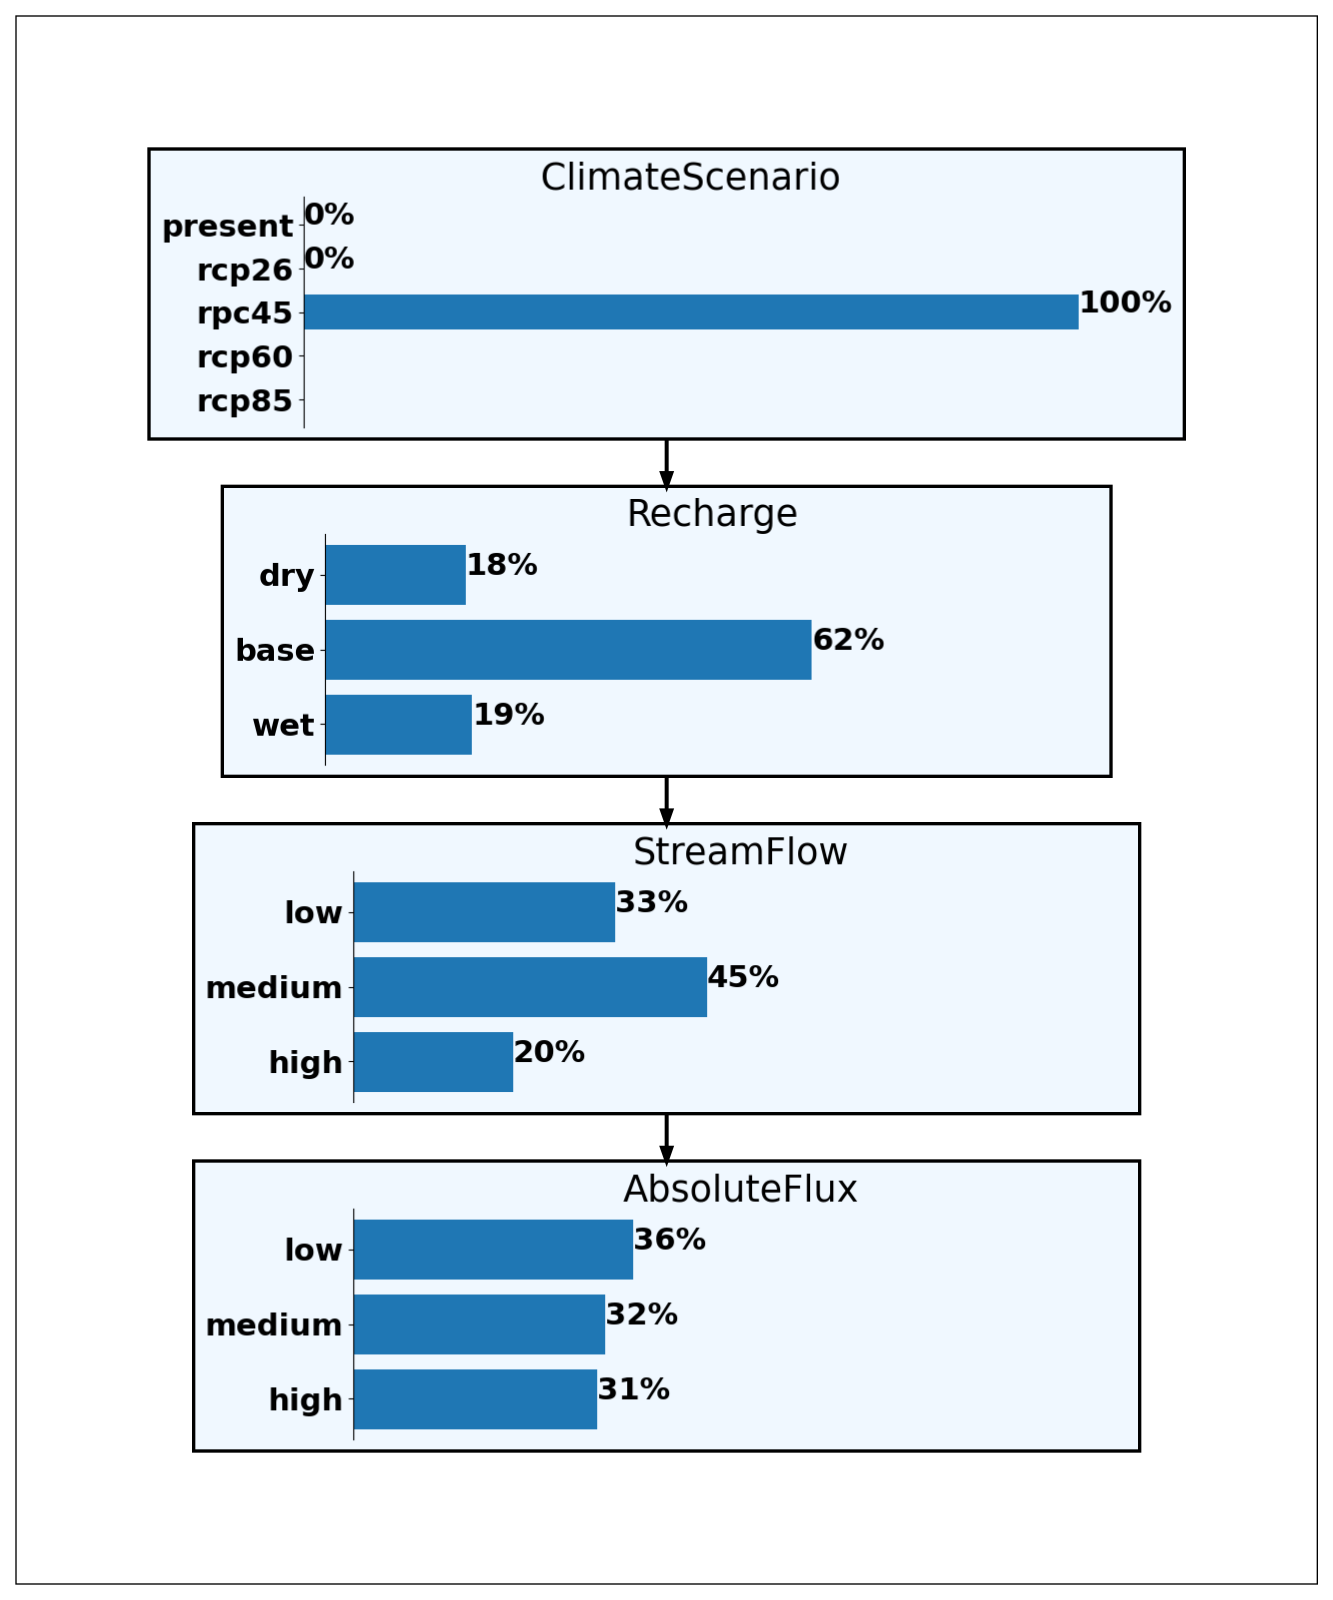 ClimateScenario
present 0%
rcp26 0%
rpc45 100%
rcp60
rcp85
Recharge
dry 18%
base 62%
wet 19%
StreamFlow
low 33%
medium 45%
high 20%
AbsoluteFlux
low 36%
medium 32%
high 31%